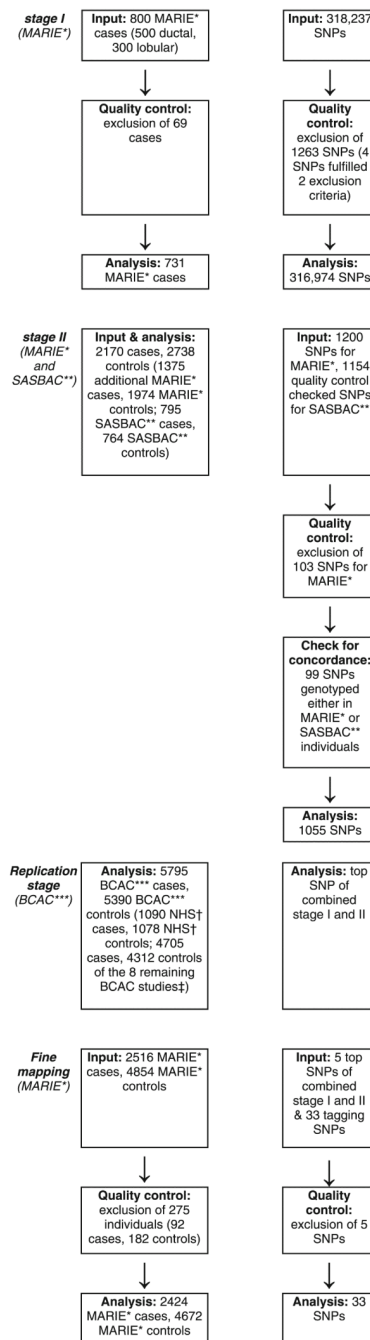 stage I
(MARIE*)
Input: 800 MARIE*
cases (500 ductal,
300 lobular)
Input: 318,237
SNPs
Quality control:
exclusion of 69
cases
Quality
control:
exclusion of
1263 SNPs (4
SNPs fulfilled
2 exclusion
criteria)
Analysis: 731
MARIE* cases
Analysis:
316,974 SNPs
stage II
(MARIE*
and
SASBAC**)
Input & analysis:
2170 cases, 2738
controls (1375
additional MARIE*
cases, 1974 MARIE*
controls; 795
SASBAC** cases,
764 SASBAC**
controls)
Input: 1200
SNPs for
MARIE*, 1154
quality control
checked SNPs
for SASBAC**
Quality
control:
exclusion of
103 SNPs for
MARIE*
Check for
concordance:
99 SNPs
genotyped
either in
MARIE* or
SASBAC**
individuals
Analysis:
1055 SNPs
Replication
stage
(BCAC***)
Analysis: 5795
BCAC*** cases,
5390 BCAC***
controls (1090 NHS†
cases, 1078 NHS†
controls; 4705
cases, 4312 controls
of the 8 remaining
BCAC studies‡)
Analysis: top
SNP of
combined
stage I and II
Fine
mapping
(MARIE*)
Input: 2516 MARIE*
cases, 4854 MARIE*
controls
Input: 5 top
SNPs of
combined
stage I and II
& 33 tagging
SNPs
Quality control:
exclusion of 275
individuals (92
cases, 182 controls)
Quality
control:
exclusion of 5
SNPs
Analysis: 2424
MARIE* cases, 4672
MARIE* controls
Analysis: 33
SNPs